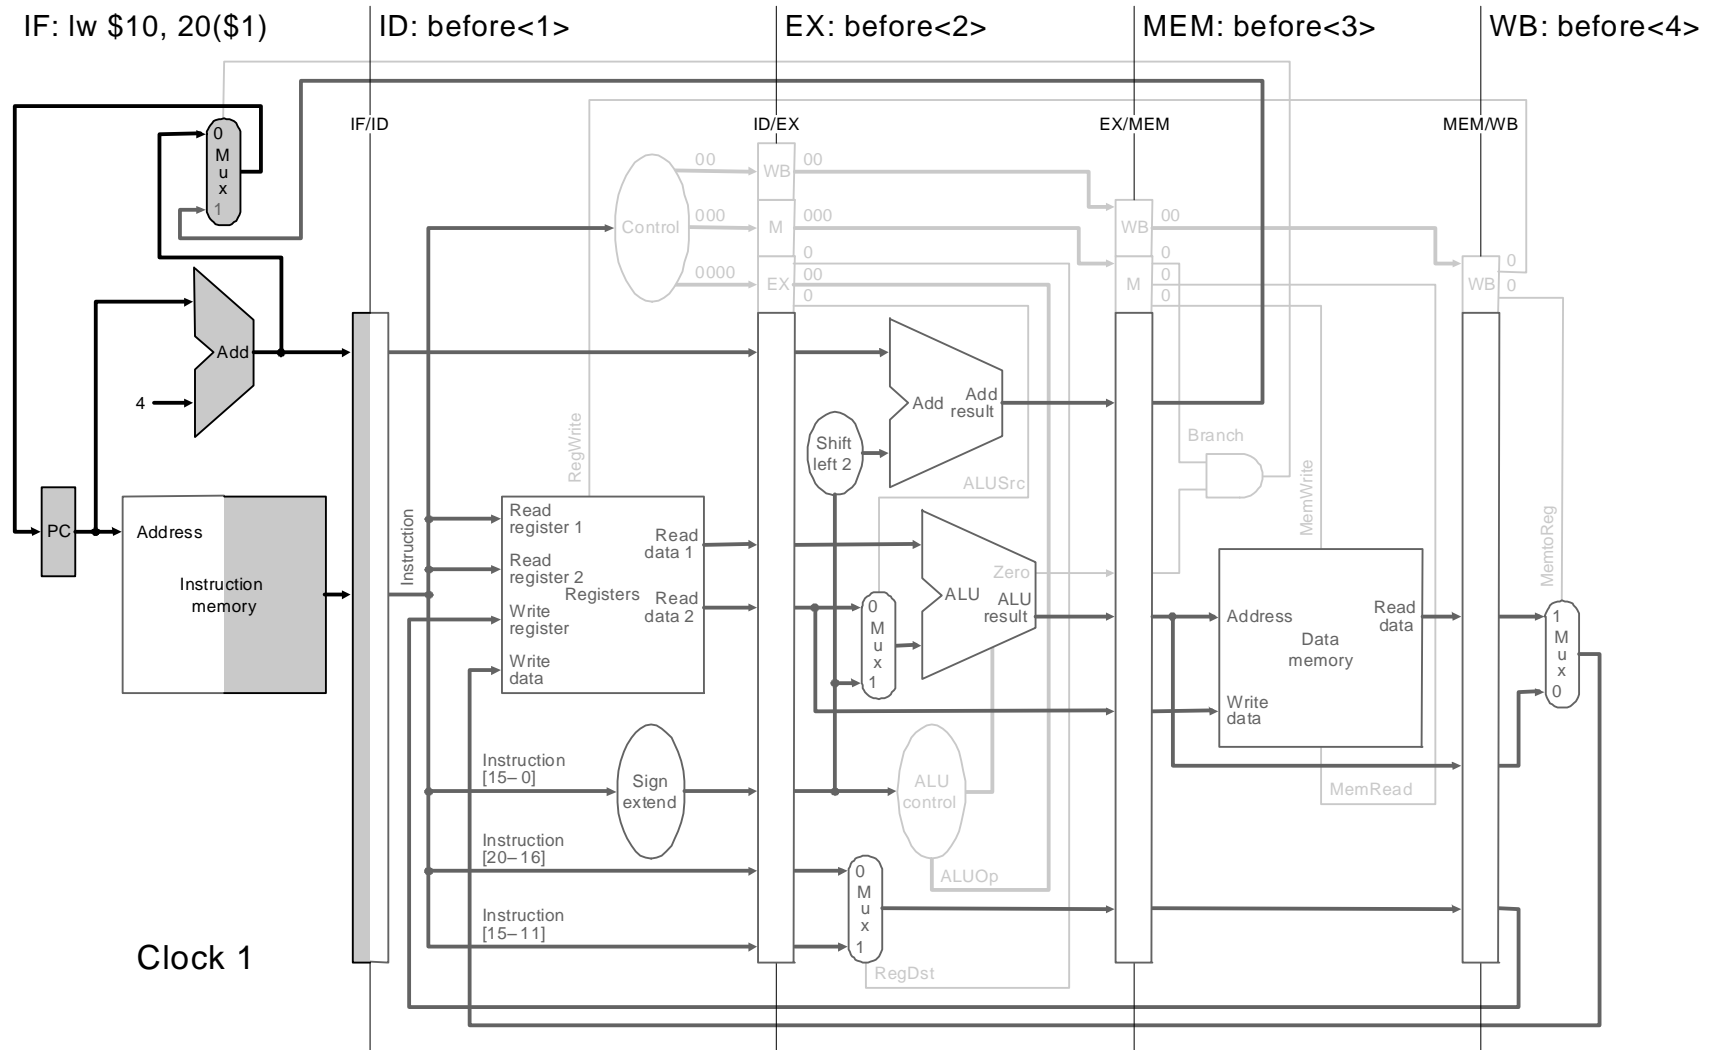 IF: lw $10, 20($1)
ID: before<1>
EX: before<2>
MEM: before<3>
WB: before<4>
IF/ID
ID/EX
EX/MEM
MEM/WB
0
M
u
x
1
Add
4
PC
Address
Instruction
memory
Clock 1
Instruction
Control
00
000
0000
WB
M
EX
00
000
0
00
0
WB
M
00
0
0
0
WB
0
0
RegWrite
Read
register 1
Read
register 2
Write
register
Write
data
Registers
Read
data 1
Read
data 2
Instruction
[15–0]
Sign
extend
Instruction
[20–16]
Instruction
[15–11]
Shift
left 2
Add
Add
result
ALUSrc
0
M
u
x
1
ALU
Zero
ALU
result
ALU
control
ALUOp
0
M
u
x
1
RegDst
Branch
MemWrite
Address
Read
data
Data
memory
Write
data
MemRead
MemtoReg
1
M
u
x
0